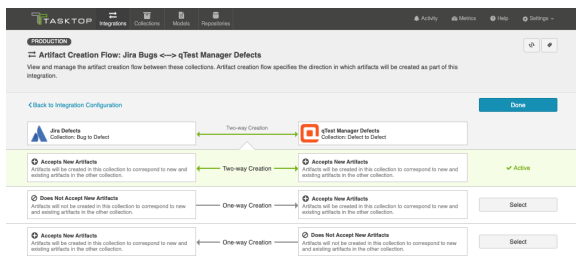 TASKTOP
Integrations
Collections
Models
Repositories
Activity
Metrics
Help
Settings
PRODUCTION
Artifact Creation Flow: Jira Bugs <--> qTest Manager Defects
View and manage the artifact creation flow between these collections. Artifact creation flow specifies the direction in which artifacts will be created as part of this
integration.
Back to Integration Configuration
Done
Jira Defects
Collection: Bug to Defect
Two-way Creation
qTest Manager Defects
Collection: Defect to Defect
Accepts New Artifacts
Artifacts will be created in this collection to correspond to new and
existing artifacts in the other collection.
Two-way Creation
Accepts New Artifacts
Artifacts will be created in this collection to correspond to new and
existing artifacts in the other collection.
Active
Does Not Accept New Artifacts
Artifacts will not be created in this collection to correspond to new
and existing artifacts in the other collection.
One-way Creation
Accepts New Artifacts
Artifacts will be created in this collection to correspond to new and
existing artifacts in the other collection.
Select
Accepts New Artifacts
Artifacts will be created in this collection to correspond to new and
existing artifacts in the other collection.
One-way Creation
Does Not Accept New Artifacts
Artifacts will not be created in this collection to correspond to new
and existing artifacts in the other collection.
Select